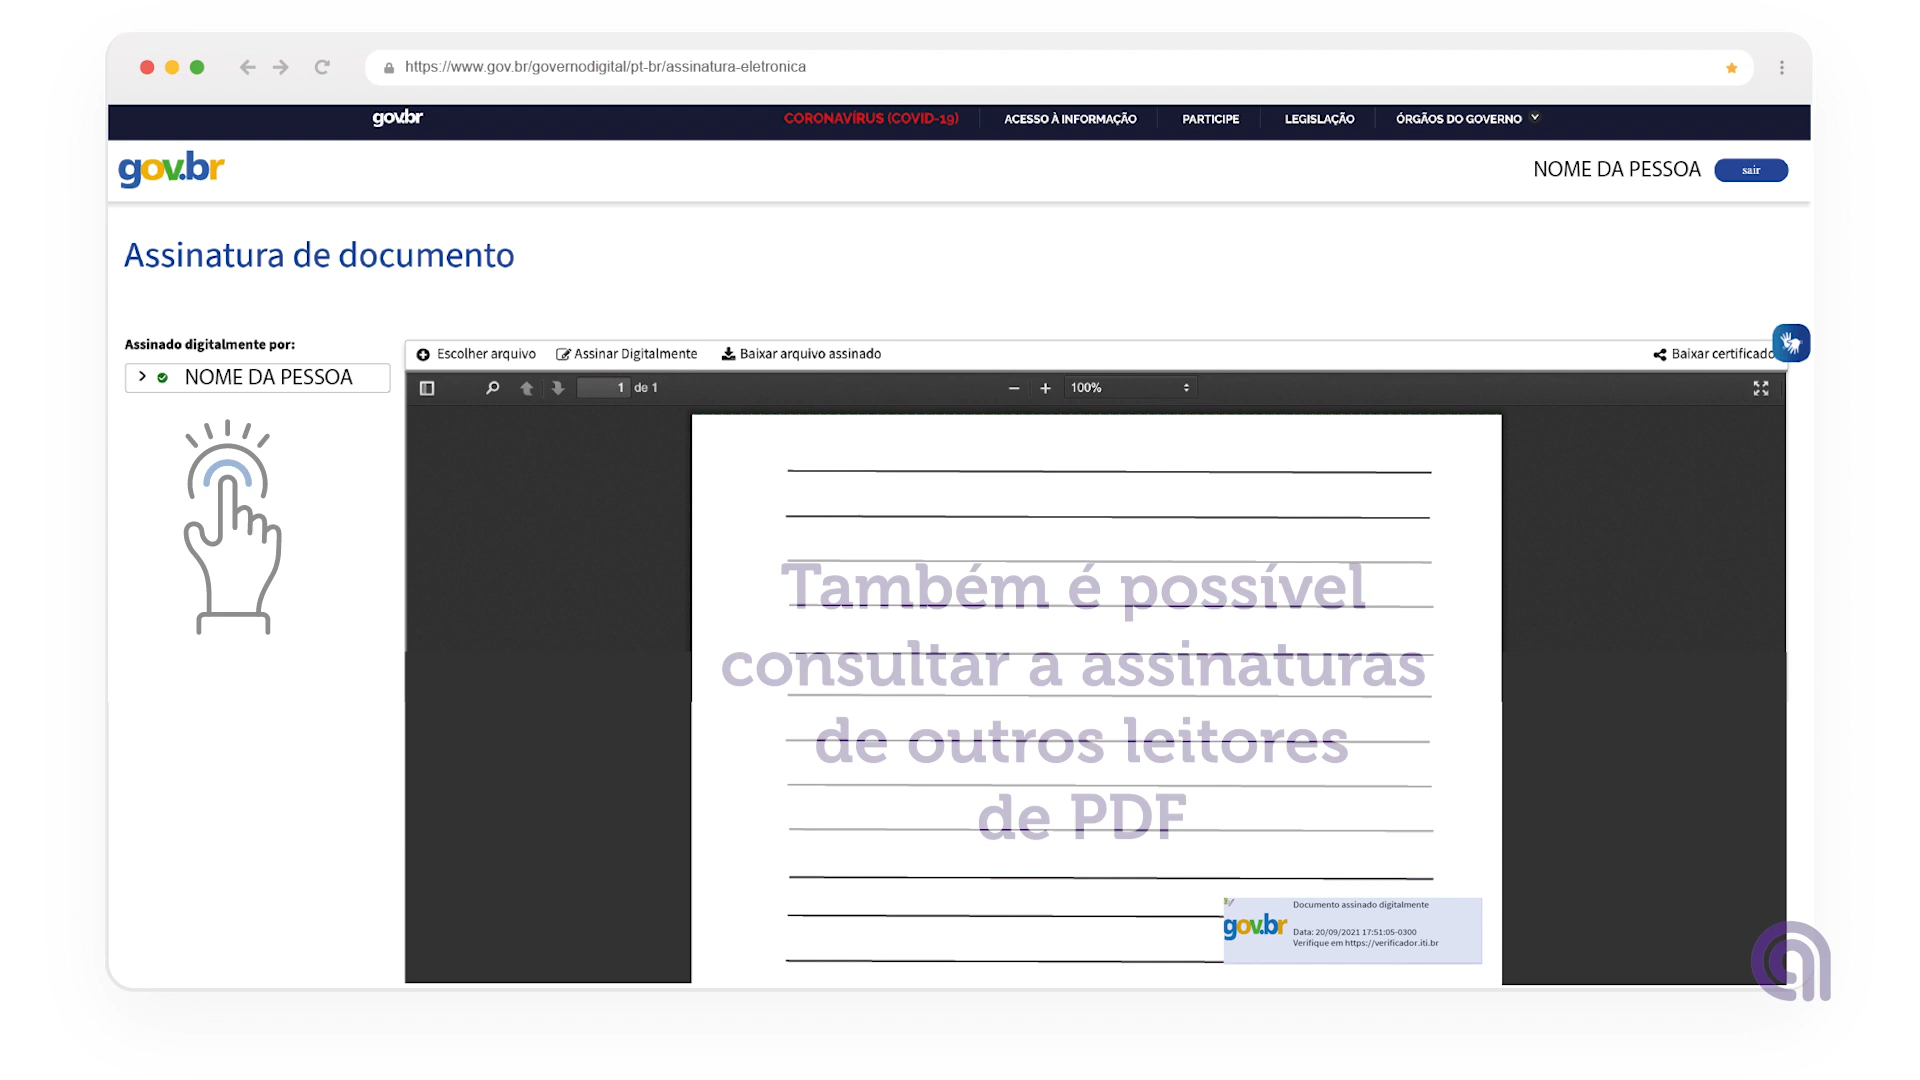 https://www.gov.br/governodigital/pt-br/assinatura-eletronica
gov.br
CORONAVÍRUS (COVID-19)
ACESSO À INFORMAÇÃO
PARTICIPE
LEGISLAÇÃO
ÓRGÃOS DO GOVERNO
gov.br
NOME DA PESSOA
sair
Assinatura de documento
Assinado digitalmente por:
NOME DA PESSOA
Escolher arquivo
Assinar Digitalmente
Baixar arquivo assinado
Baixar certificado
1 de 1
100%
Também é possível
consultar a assinaturas
de outros leitores
de PDF
gov.br
Documento assinado digitalmente
Data: 20/09/2021 17:51:05-0300
Verifique em https://verificador.iti.br